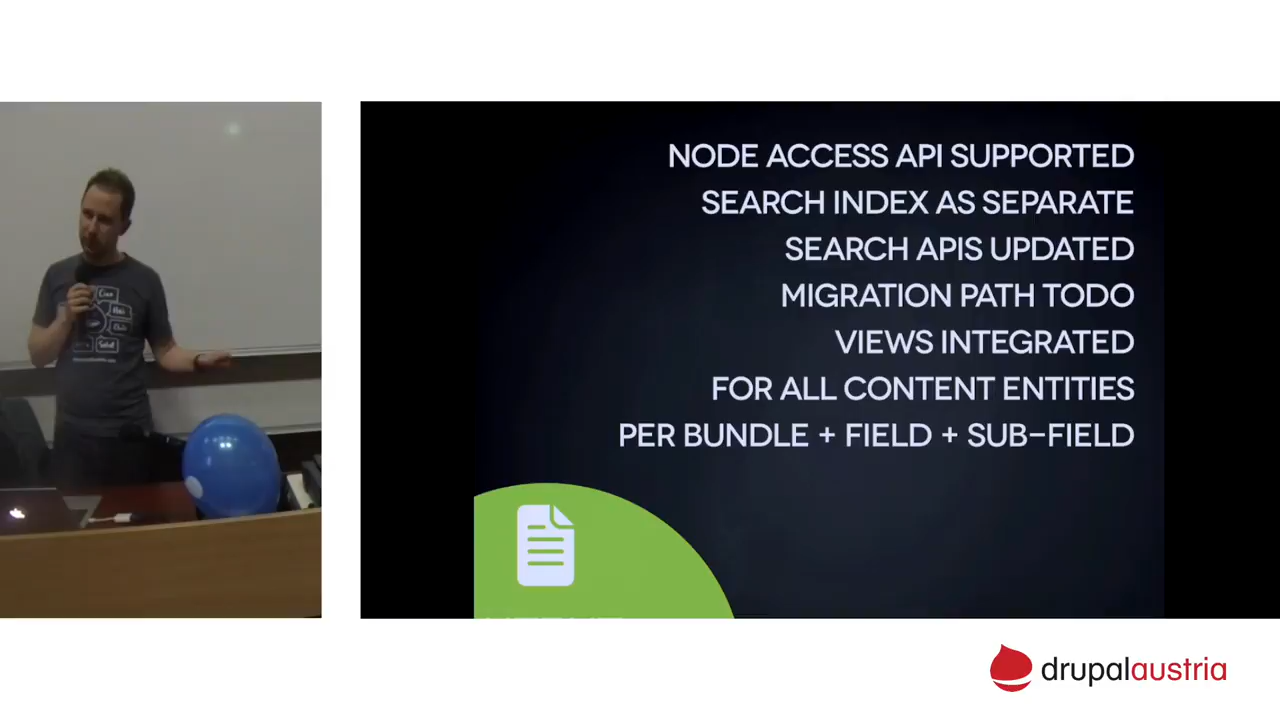 NODE ACCESS API SUPPORTED
SEARCH INDEX AS SEPARATE
SEARCH APIS UPDATED
MIGRATION PATH TODO
VIEWS INTEGRATED
FOR ALL CONTENT ENTITIES
PER BUNDLE + FIELD + SUB-FIELD
drupalaustria